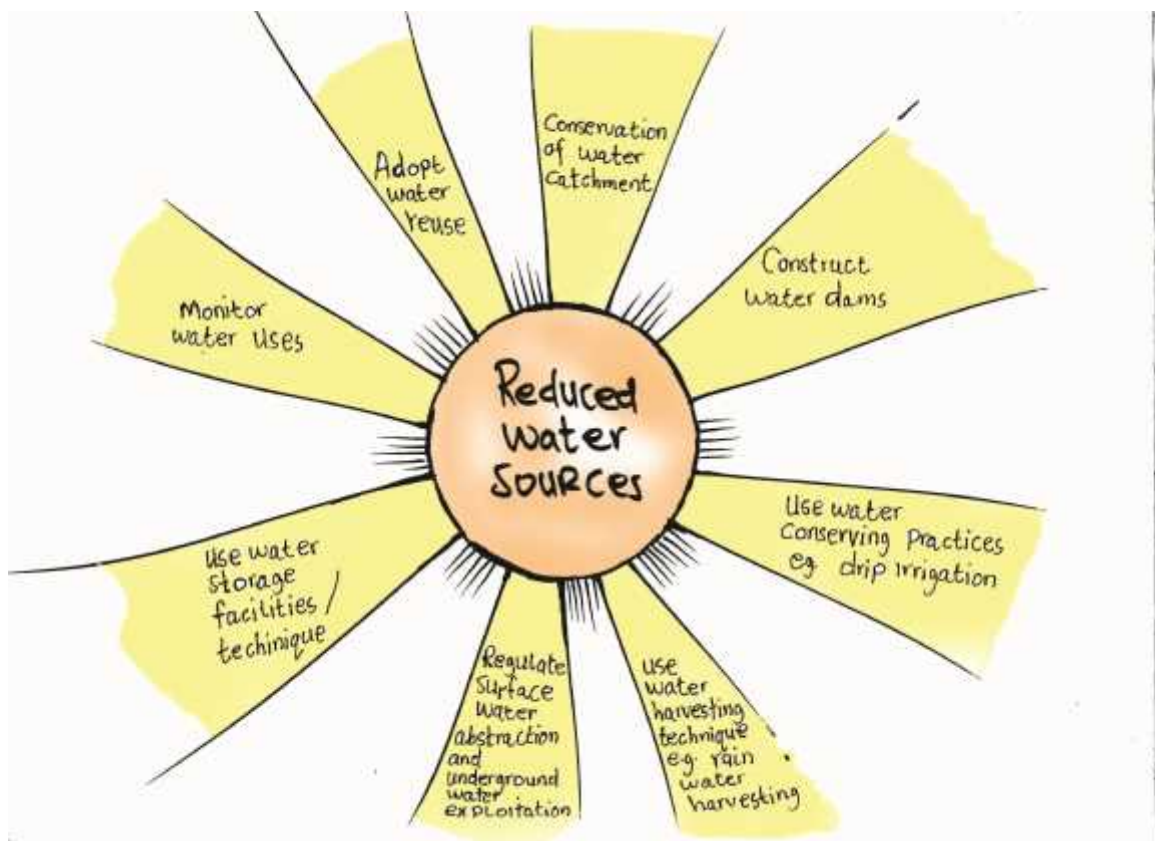 Reduced
Water
Sources
Conservation
of water
catchment
Construct
water dams
Use water
Conserving Practices
eg drip irrigation
Use
water
harvesting
technique
e.g rain
water
harvesting
Regulate
Surface
Water
abstraction
and
underground
water
exploitation
Use water
storage
facilities /
techinique
Monitor
water uses
Adopt
water
reuse